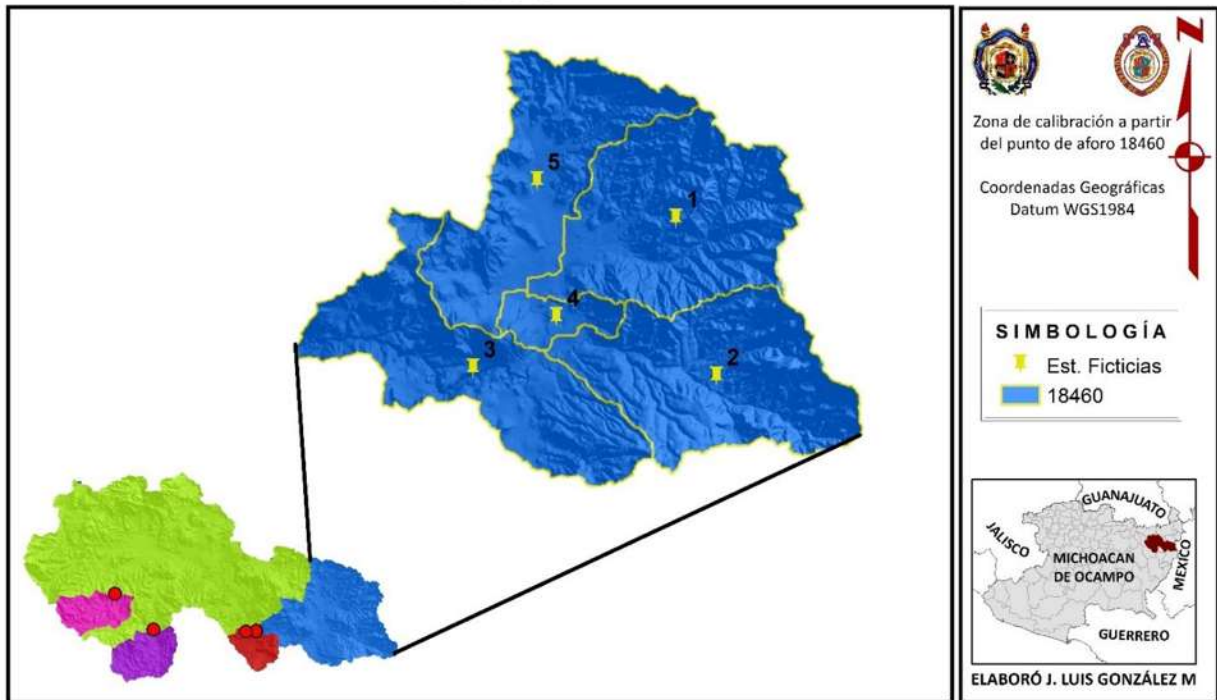 5
1
4
3
2
Zona de calibración a partir
del punto de aforo 18460
Coordenadas Geográficas
Datum WGS1984
SIMBOLOGÍA
Est. Ficticias
18460
GUANAJUATO
JALISCO
MICHOACAN
DE OCAMPO
MEXICO
GUERRERO
ELABORÓ J. LUIS GONZÁLEZ M